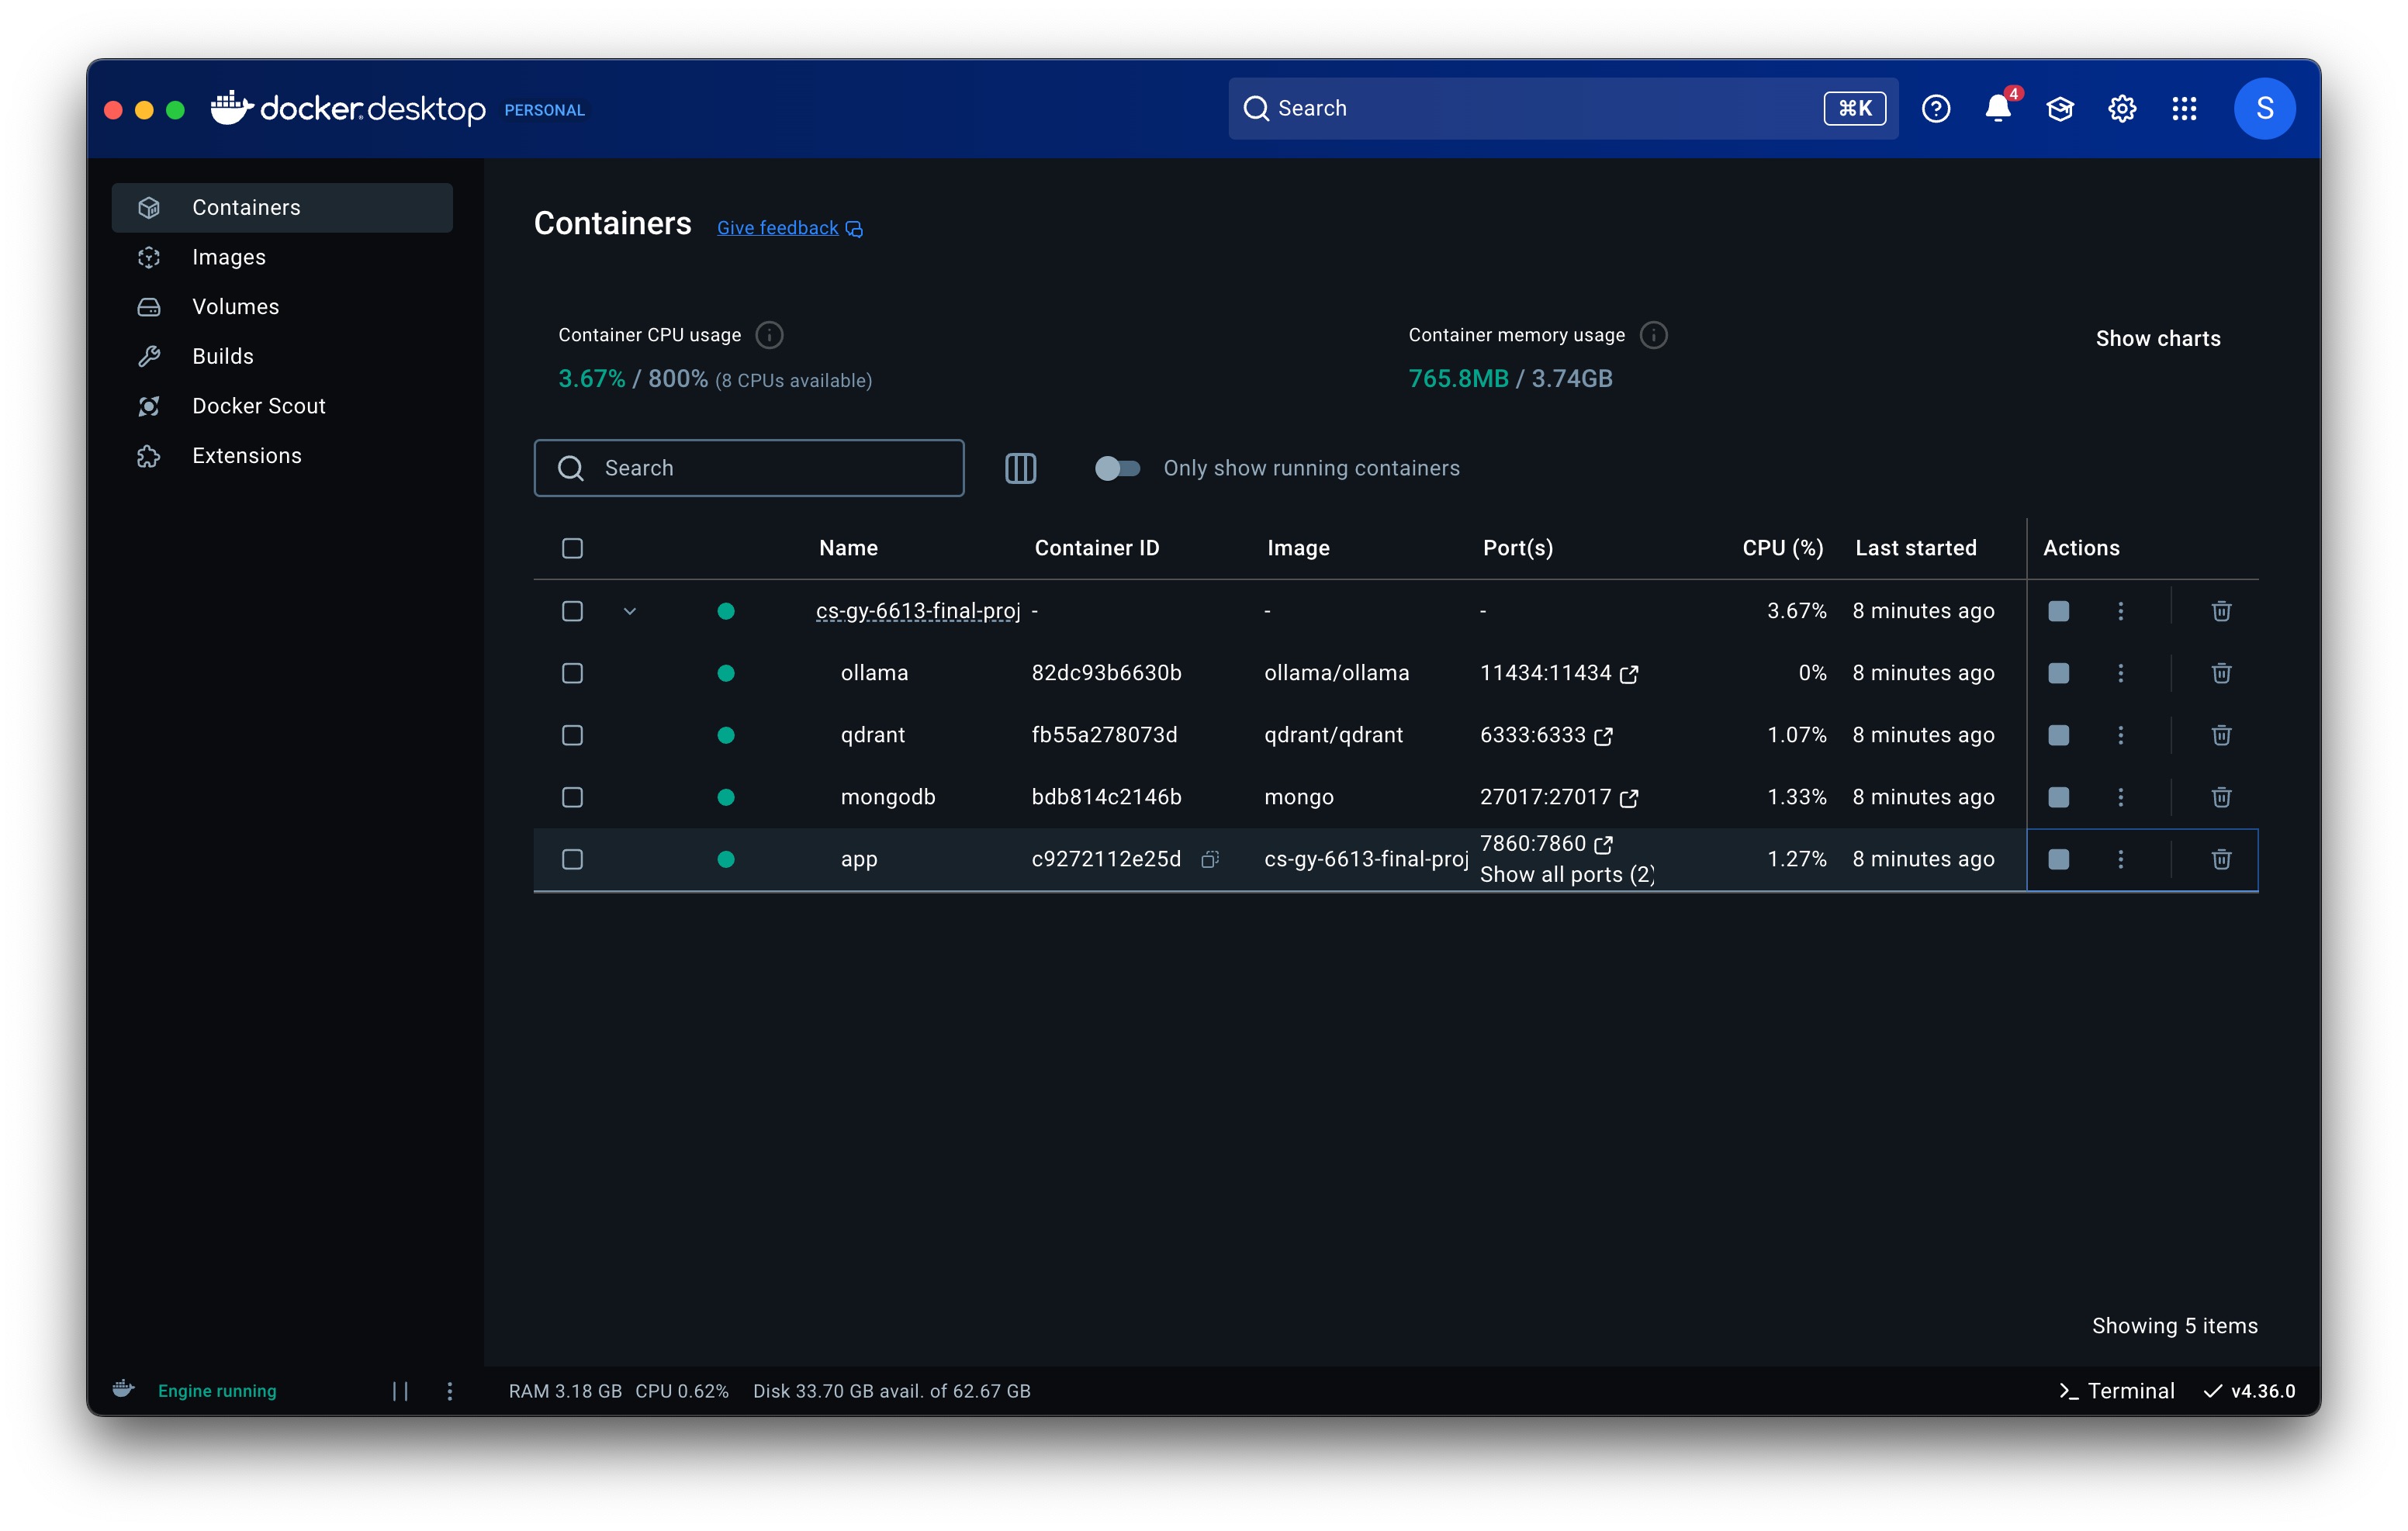 docker desktop PERSONAL
Search ⌘K
4
S
Containers
Images
Volumes
Builds
Docker Scout
Extensions
Containers Give feedback
Container CPU usage
3.67% / 800% (8 CPUs available)
Container memory usage
765.8MB / 3.74GB
Show charts
Search
Only show running containers
Name Container ID Image Port(s) CPU (%) Last started Actions
cs-gy-6613-final-proj - - - 3.67% 8 minutes ago
ollama 82dc93b6630b ollama/ollama 11434:11434 0% 8 minutes ago
qdrant fb55a278073d qdrant/qdrant 6333:6333 1.07% 8 minutes ago
mongodb bdb814c2146b mongo 27017:27017 1.33% 8 minutes ago
app c9272112e25d cs-gy-6613-final-proj 7860:7860 1.27% 8 minutes ago
Show all ports (2)
Showing 5 items
Engine running
RAM 3.18 GB CPU 0.62% Disk 33.70 GB avail. of 62.67 GB
Terminal v4.36.0